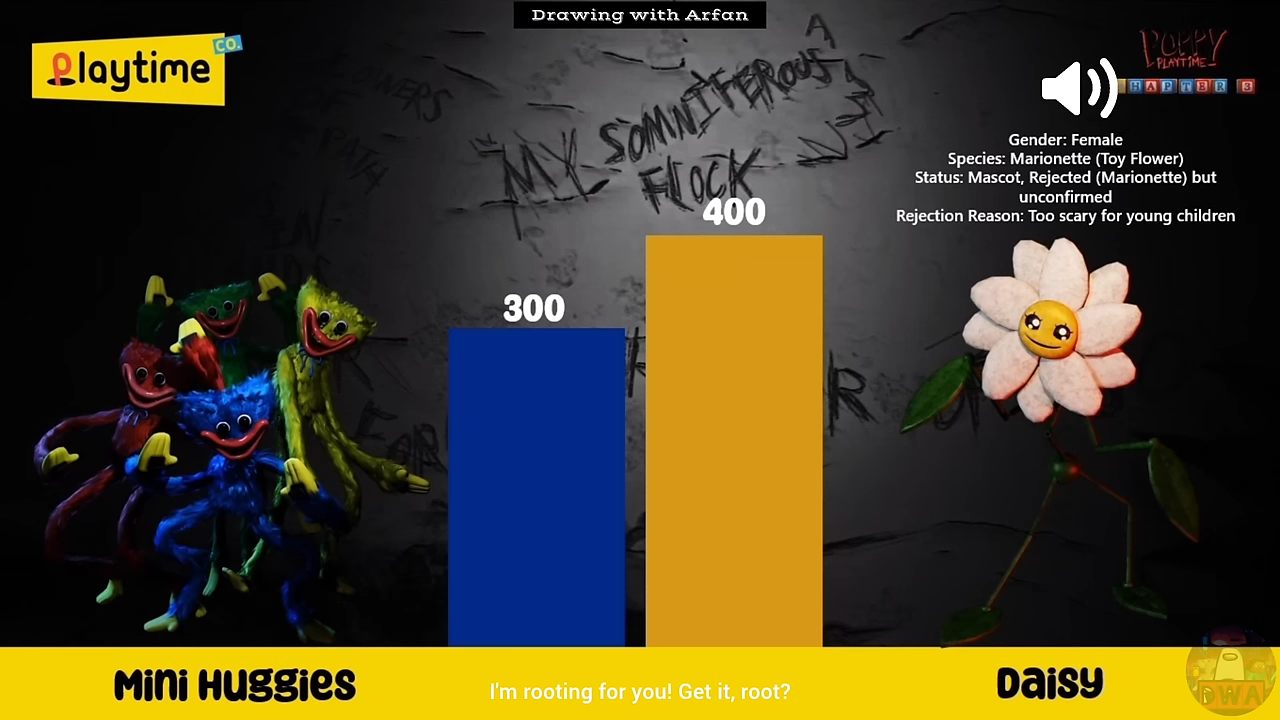 Drawing with Arfan
Playtime
CO.
POPPY
PLAYTIME
HAPTER 3
Gender: Female
Species: Marionette (Toy Flower)
Status: Mascot, Rejected (Marionette) but
unconfirmed
Rejection Reason: Too scary for young children
MY SOMNIFEROUS
FLOCK
300
400
Mini Huggies
I'm rooting for you! Get it, root?
Daisy
DWA